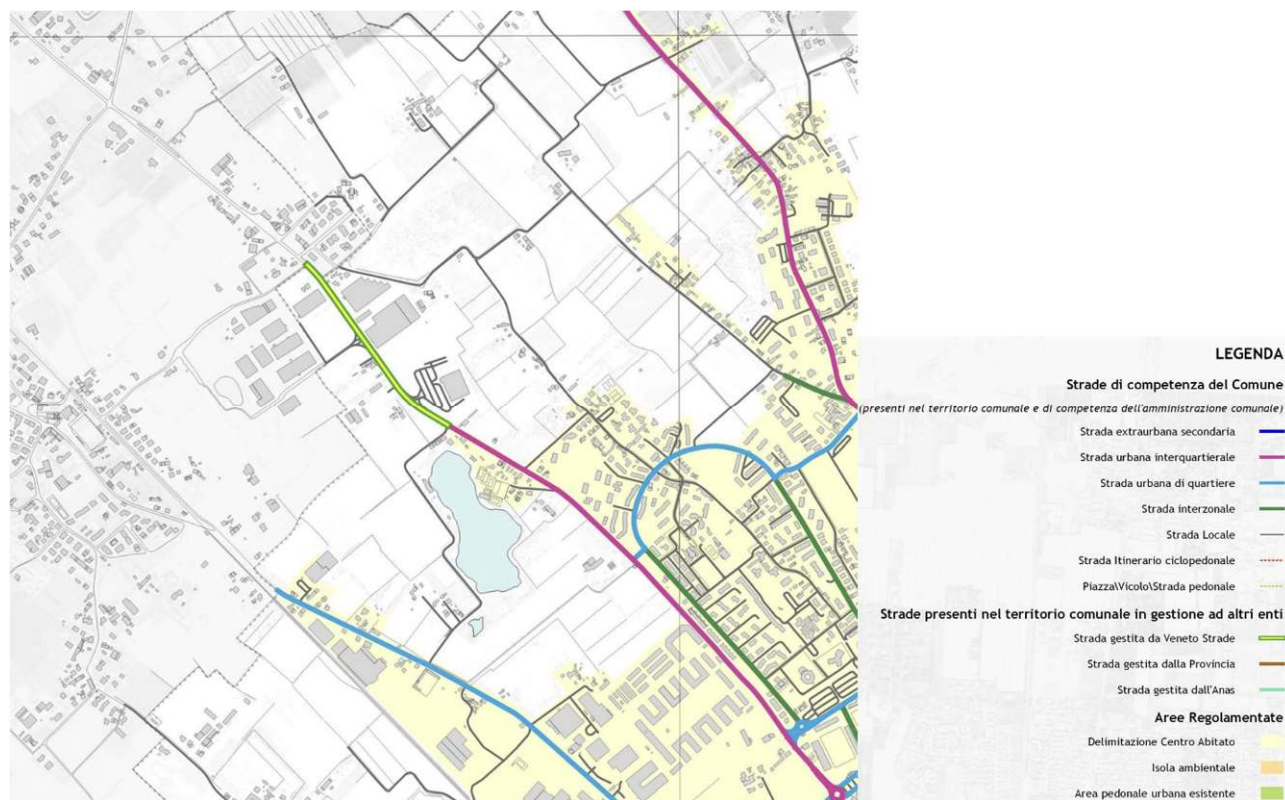 LEGENDA
Strade di competenza del Comune
(presenti nel territorio comunale e di competenza dell'amministrazione comunale)
Strada extraurbana secondaria
Strada urbana interquartierale
Strada urbana di quartiere
Strada interzonale
Strada Locale
Strada Itinerario ciclopedonale
Piazza\Vicolo\Strada pedonale
Strade presenti nel territorio comunale in gestione ad altri enti
Strada gestita da Veneto Strade
Strada gestita dalla Provincia
Strada gestita dall'Anas
Aree Regolamentate
Delimitazione Centro Abitato
Isola ambientale
Area pedonale urbana esistente